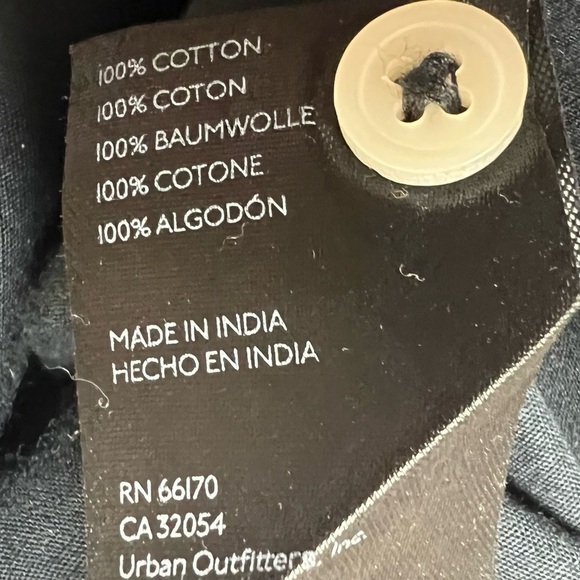 100% COTTON
100% COTON
100% BAUMWOLLE
100% COTONE
100% ALGODÓN
MADE IN INDIA
HECHO EN INDIA
RN 66170
CA 32054
Urban Outfitters, Inc.